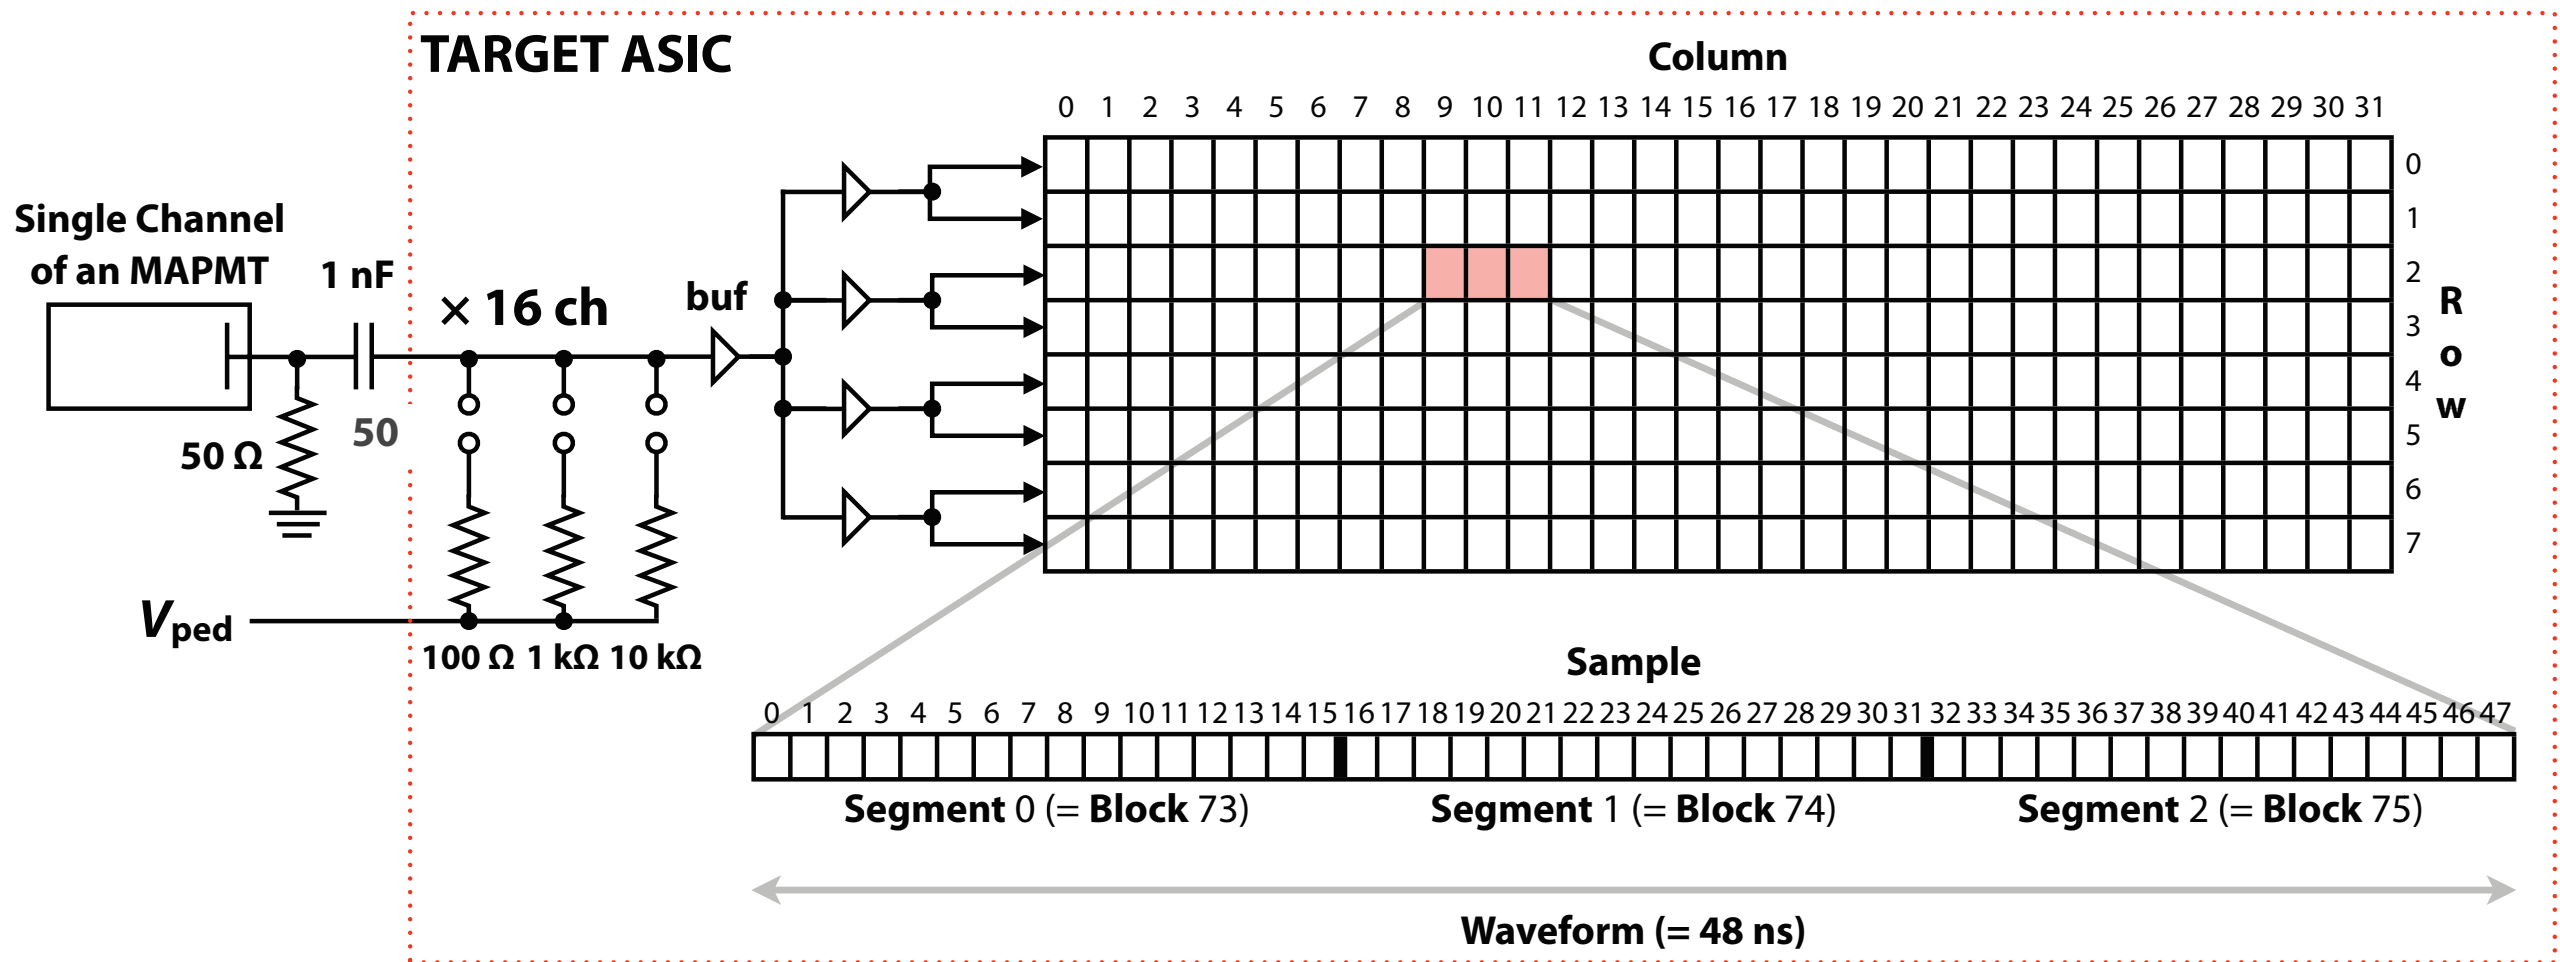 TARGET ASIC
Column
0 1 2 3 4 5 6 7 8 9 10 11 12 13 14 15 16 17 18 19 20 21 22 23 24 25 26 27 28 29 30 31
0
1
2
3
4
5
6
7
Row
Single Channel
of an MAPMT
1 nF
× 16 ch
buf
50
50 Ω
Vped
100 Ω 1 kΩ 10 kΩ
Sample
0 1 2 3 4 5 6 7 8 9 10 11 12 13 14 15 16 17 18 19 20 21 22 23 24 25 26 27 28 29 30 31 32 33 34 35 36 37 38 39 40 41 42 43 44 45 46 47
Segment 0 (= Block 73) Segment 1 (= Block 74) Segment 2 (= Block 75)
Waveform (= 48 ns)